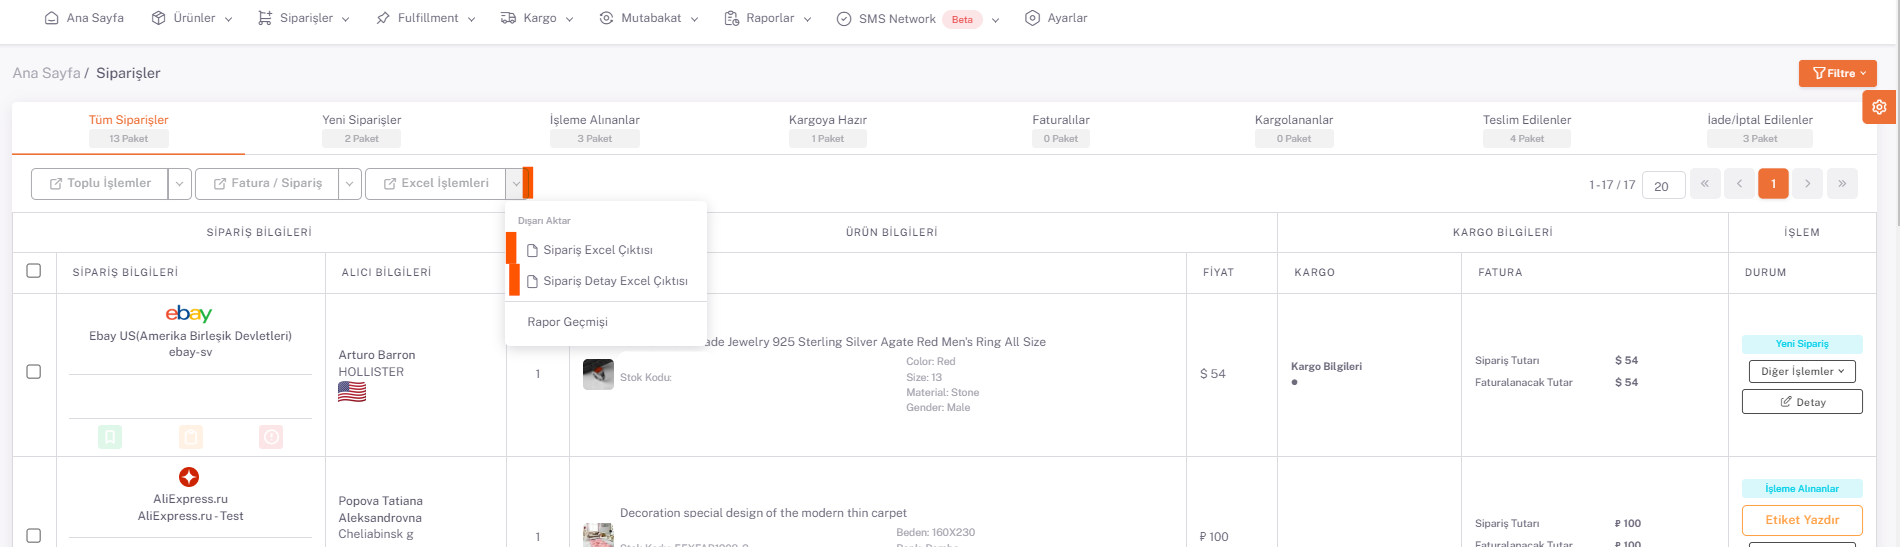 Ana Sayfa Ürünler Siparişler Fulfillment Kargo Mutabakat Raporlar SMS Network Beta Ayarlar
Ana Sayfa / Siparişler
Filtre
Tüm Siparişler Yeni Siparişler İşleme Alınanlar Kargoya Hazır Faturalılar Kargolananlar Teslim Edilenler İade/İptal Edilenler
13 Paket 2 Paket 3 Paket 1 Paket 0 Paket 0 Paket 4 Paket 3 Paket
Toplu İşlemler Fatura / Sipariş Excel İşlemleri 1 - 17 / 17 20 « < 1 > »
Dışarı Aktar
Sipariş Excel Çıktısı
Sipariş Detay Excel Çıktısı
Rapor Geçmişi
SİPARİŞ BİLGİLERİ ÜRÜN BİLGİLERİ KARGO BİLGİLERİ İŞLEM
SİPARİŞ BİLGİLERİ ALICI BİLGİLERİ FİYAT KARGO FATURA DURUM
ebay
Ebay US(Amerika Birleşik Devletleri)
ebay-sv
Arturo Barron
HOLLISTER
1
ade Jewelry 925 Sterling Silver Agate Red Men's Ring All Size
Stok Kodu:
Color: Red
Size: 13
Material: Stone
Gender: Male
$ 54
Kargo Bilgileri
Sipariş Tutarı $ 54
Faturalanacak Tutar $ 54
Yeni Sipariş
Diğer İşlemler
Detay
AliExpress.ru
AliExpress.ru - Test
Popova Tatiana
Aleksandrovna
Cheliabinsk g
1
Decoration special design of the modern thin carpet
Beden: 160X230
₽ 100
Sipariş Tutarı ₽ 100
Faturalanacak Tutar ₽ 100
İşleme Alınanlar
Etiket Yazdır